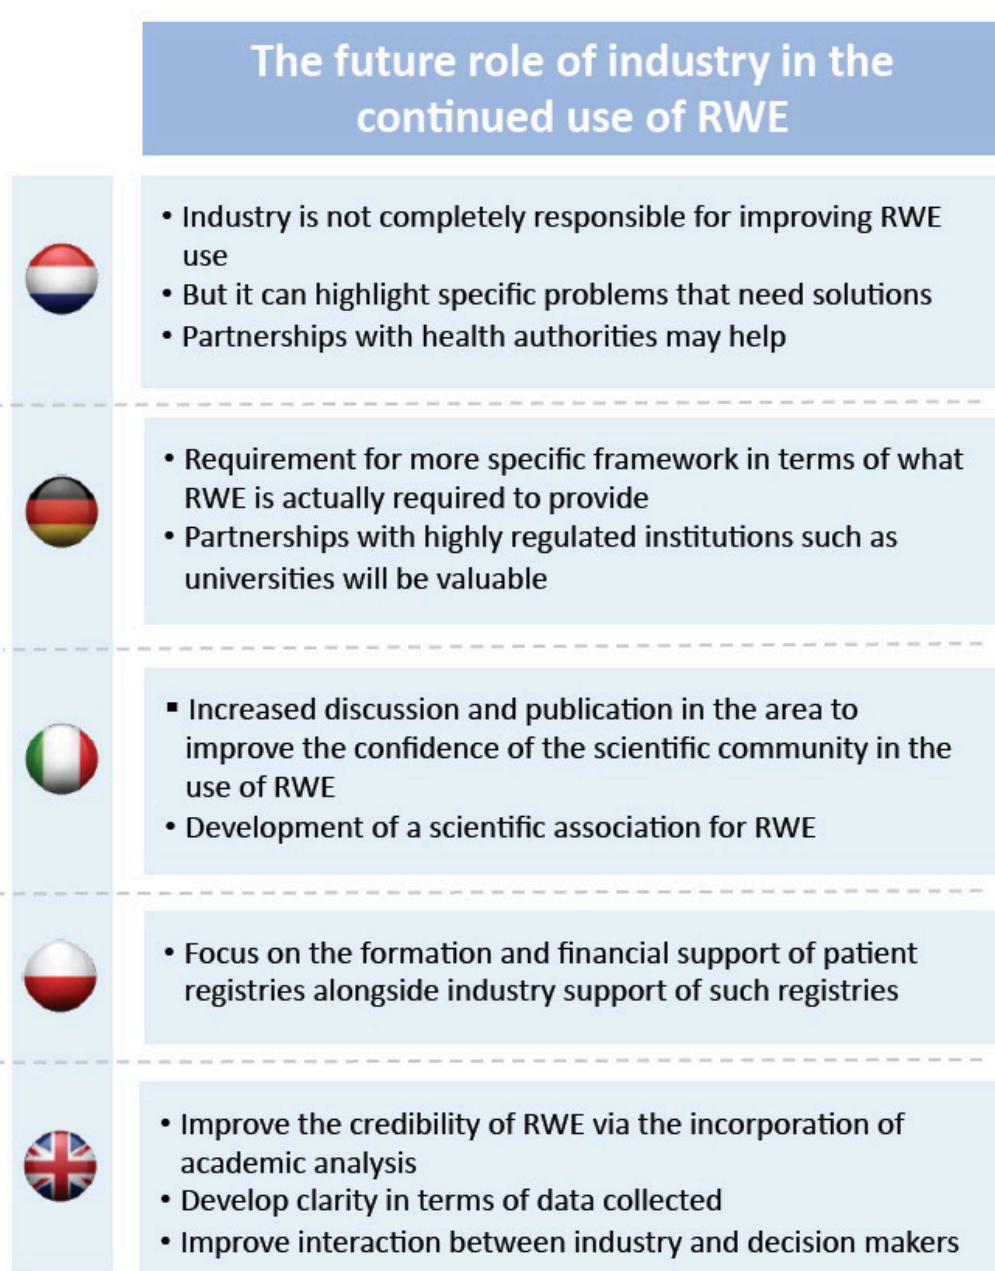 The future role of industry in the
continued use of RWE
• Industry is not completely responsible for improving RWE
use
• But it can highlight specific problems that need solutions
• Partnerships with health authorities may help
• Requirement for more specific framework in terms of what
RWE is actually required to provide
• Partnerships with highly regulated institutions such as
universities will be valuable
▪ Increased discussion and publication in the area to
improve the confidence of the scientific community in the
use of RWE
• Development of a scientific association for RWE
• Focus on the formation and financial support of patient
registries alongside industry support of such registries
• Improve the credibility of RWE via the incorporation of
academic analysis
• Develop clarity in terms of data collected
• Improve interaction between industry and decision makers